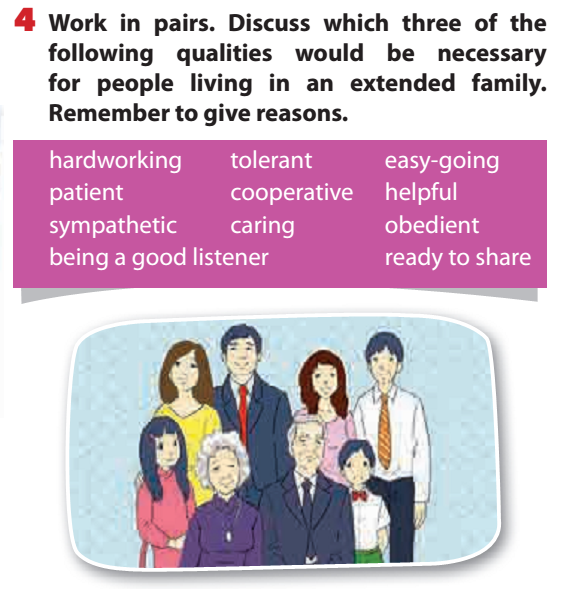 4 Work in pairs. Discuss which three of the
following qualities would be necessary
for people living in an extended family.
Remember to give reasons.
hardworking tolerant easy-going
patient cooperative helpful
sympathetic caring obedient
being a good listener ready to share